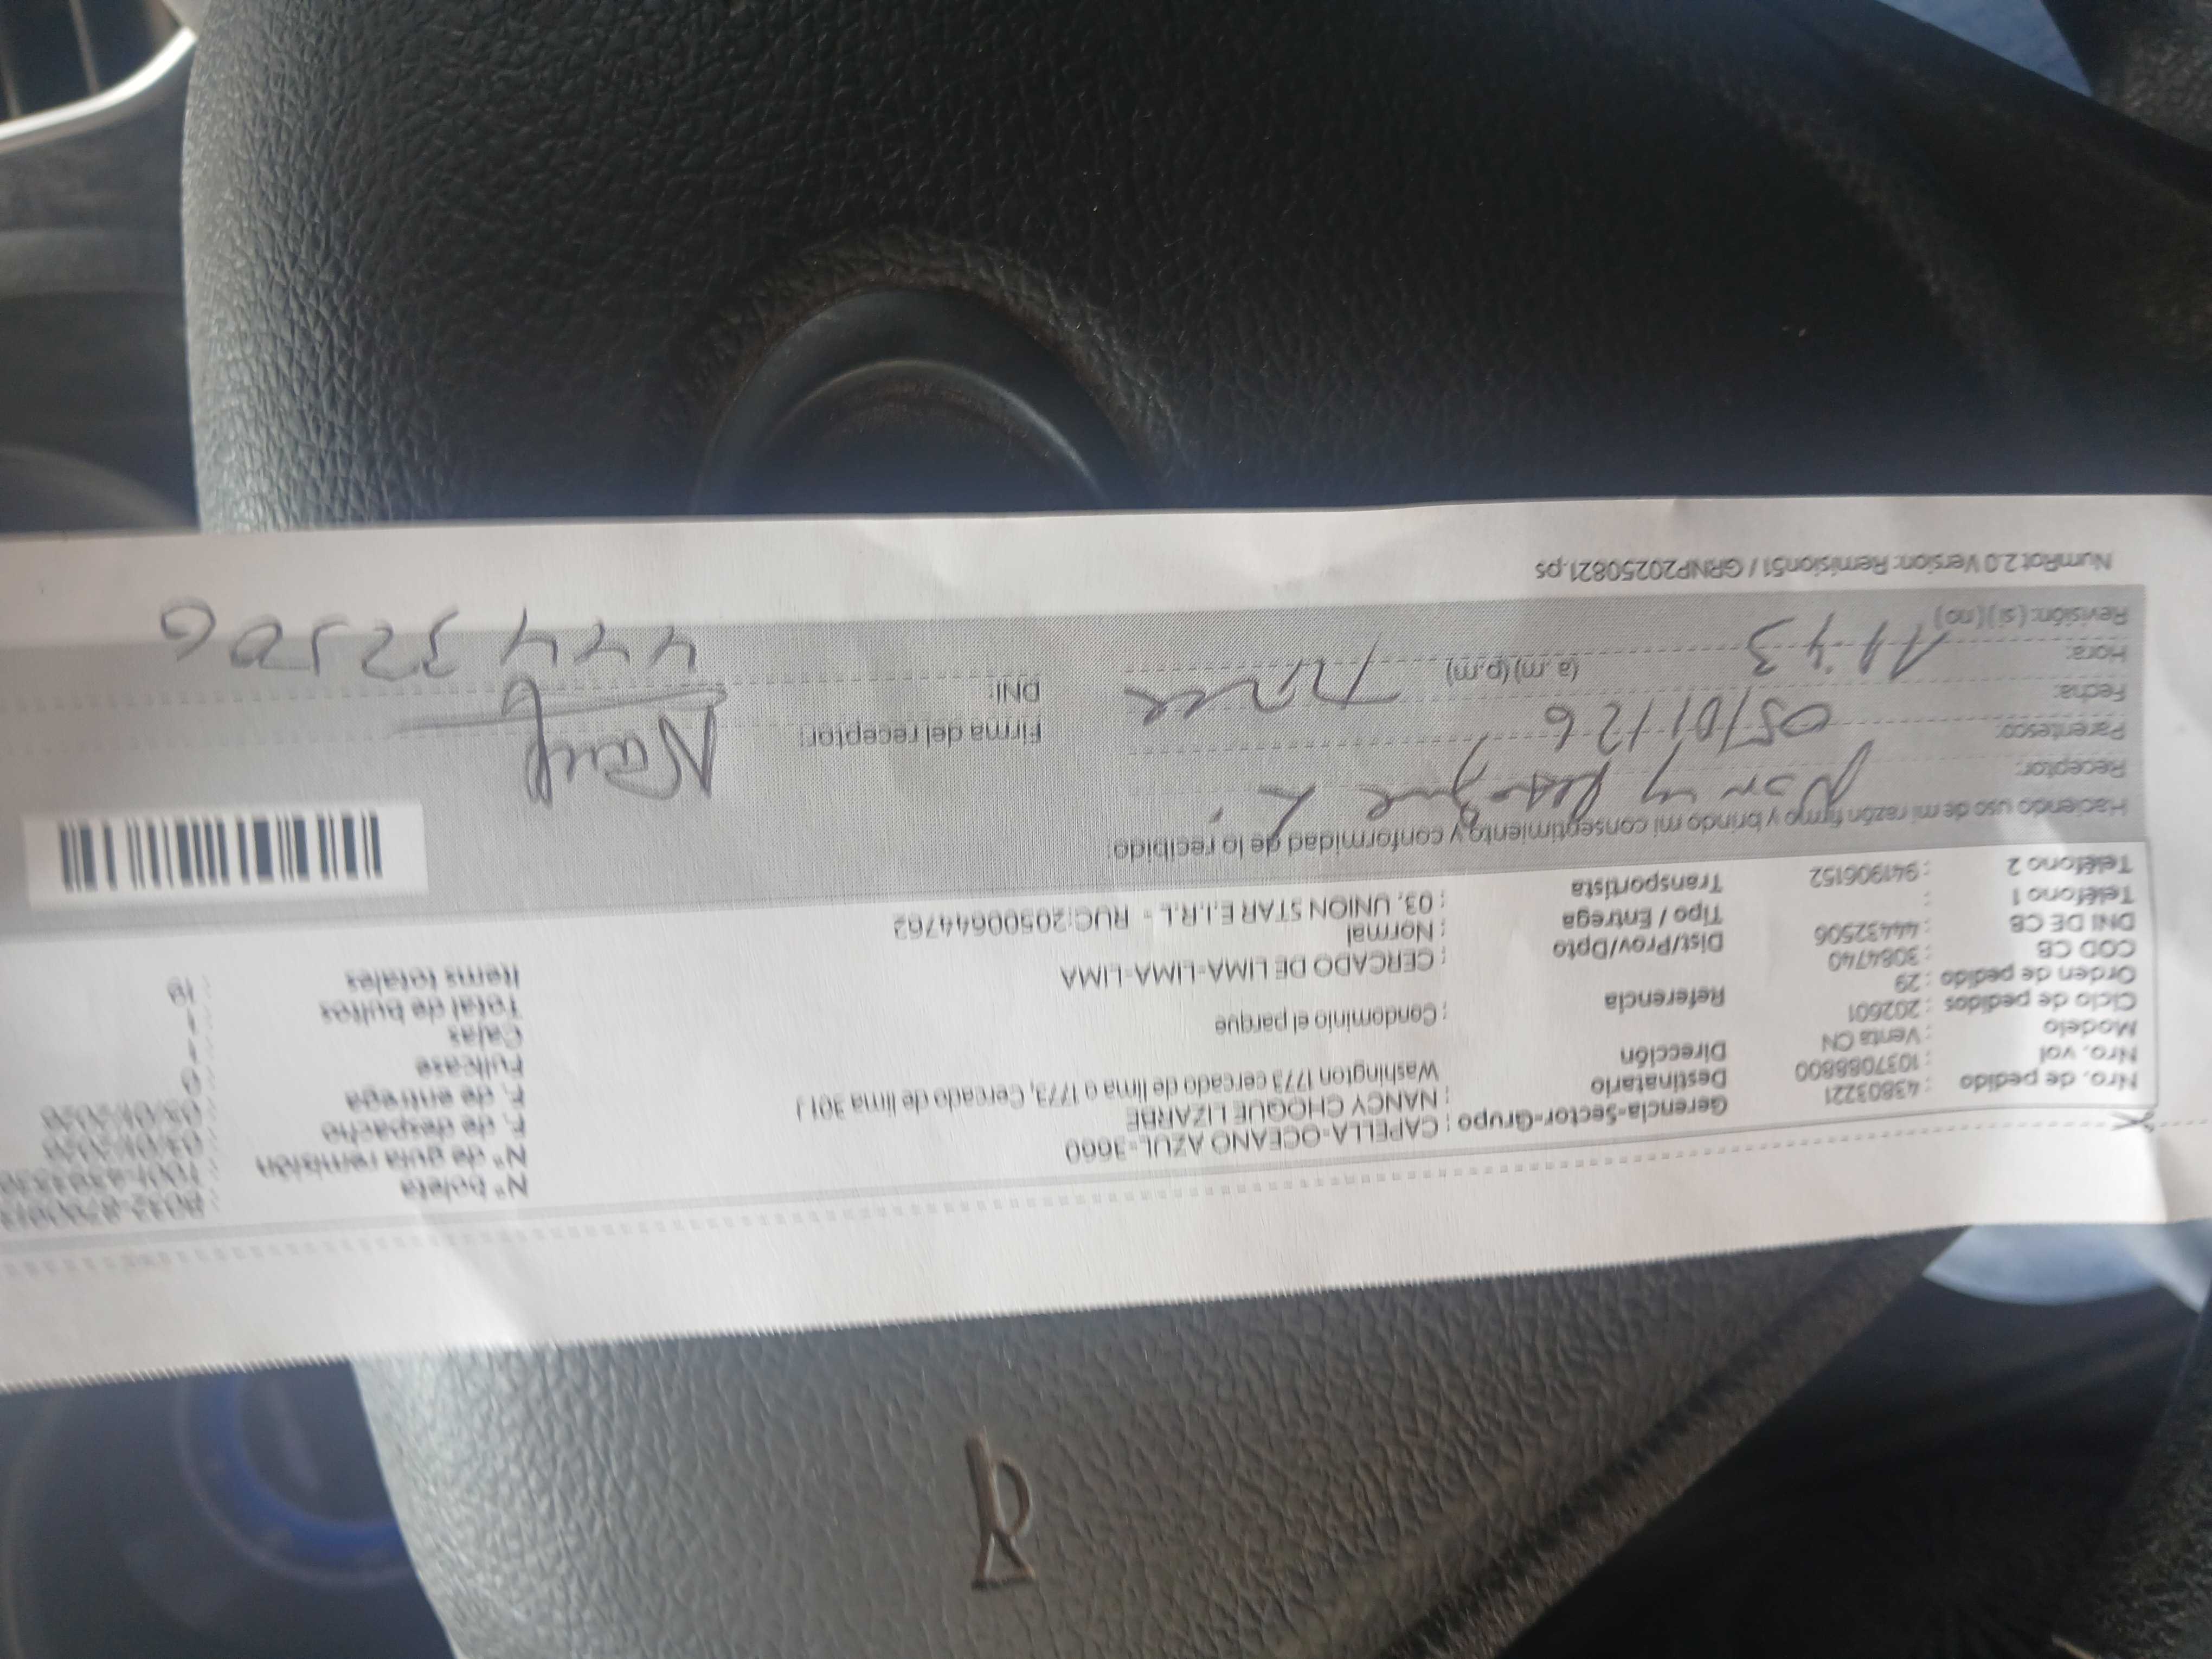 Nro. de pedido : 43803221
Nro. vol : 1037088800
Modelo : Venta CN
Ciclo de pedidos : 202601
Orden de pedido : 29
COD CB : 3084740
DNI DE CB : 44432506
Teléfono 1 :
Teléfono 2 : 941906152
Gerencia-Sector-Grupo : CAPELLA-OCEANO AZUL-3660
Destinatario : NANCY CHOQUE LIZARBE
Dirección Washington 1773 cercado de lima o 1773, Cercado de lima 301 J
Referencia : Condominio el parque
Dist/Prov/Dpto : CERCADO DE LIMA-LIMA-LIMA
Tipo / Entrega : Normal
Transportista : 03, UNION STAR E.I.R.L - RUC:20500644762
N° boleta
N° de guía remisión
F. de despacho
F. de entrega
Fullcase
Cajas
Total de bultos
Items totales 19
Haciendo uso de mi razón firmo y brindo mi consentimiento y conformidad de lo recibido:
Receptor:
Parentesco:
Fecha: 05/01/26
Hora: 11 43 (a.m) (p.m)
Revisión: (si) (no)
Firma del receptor:
DNI: 44432506
NumRot 2.0 Version: Remision51 / GRNP20250821.ps